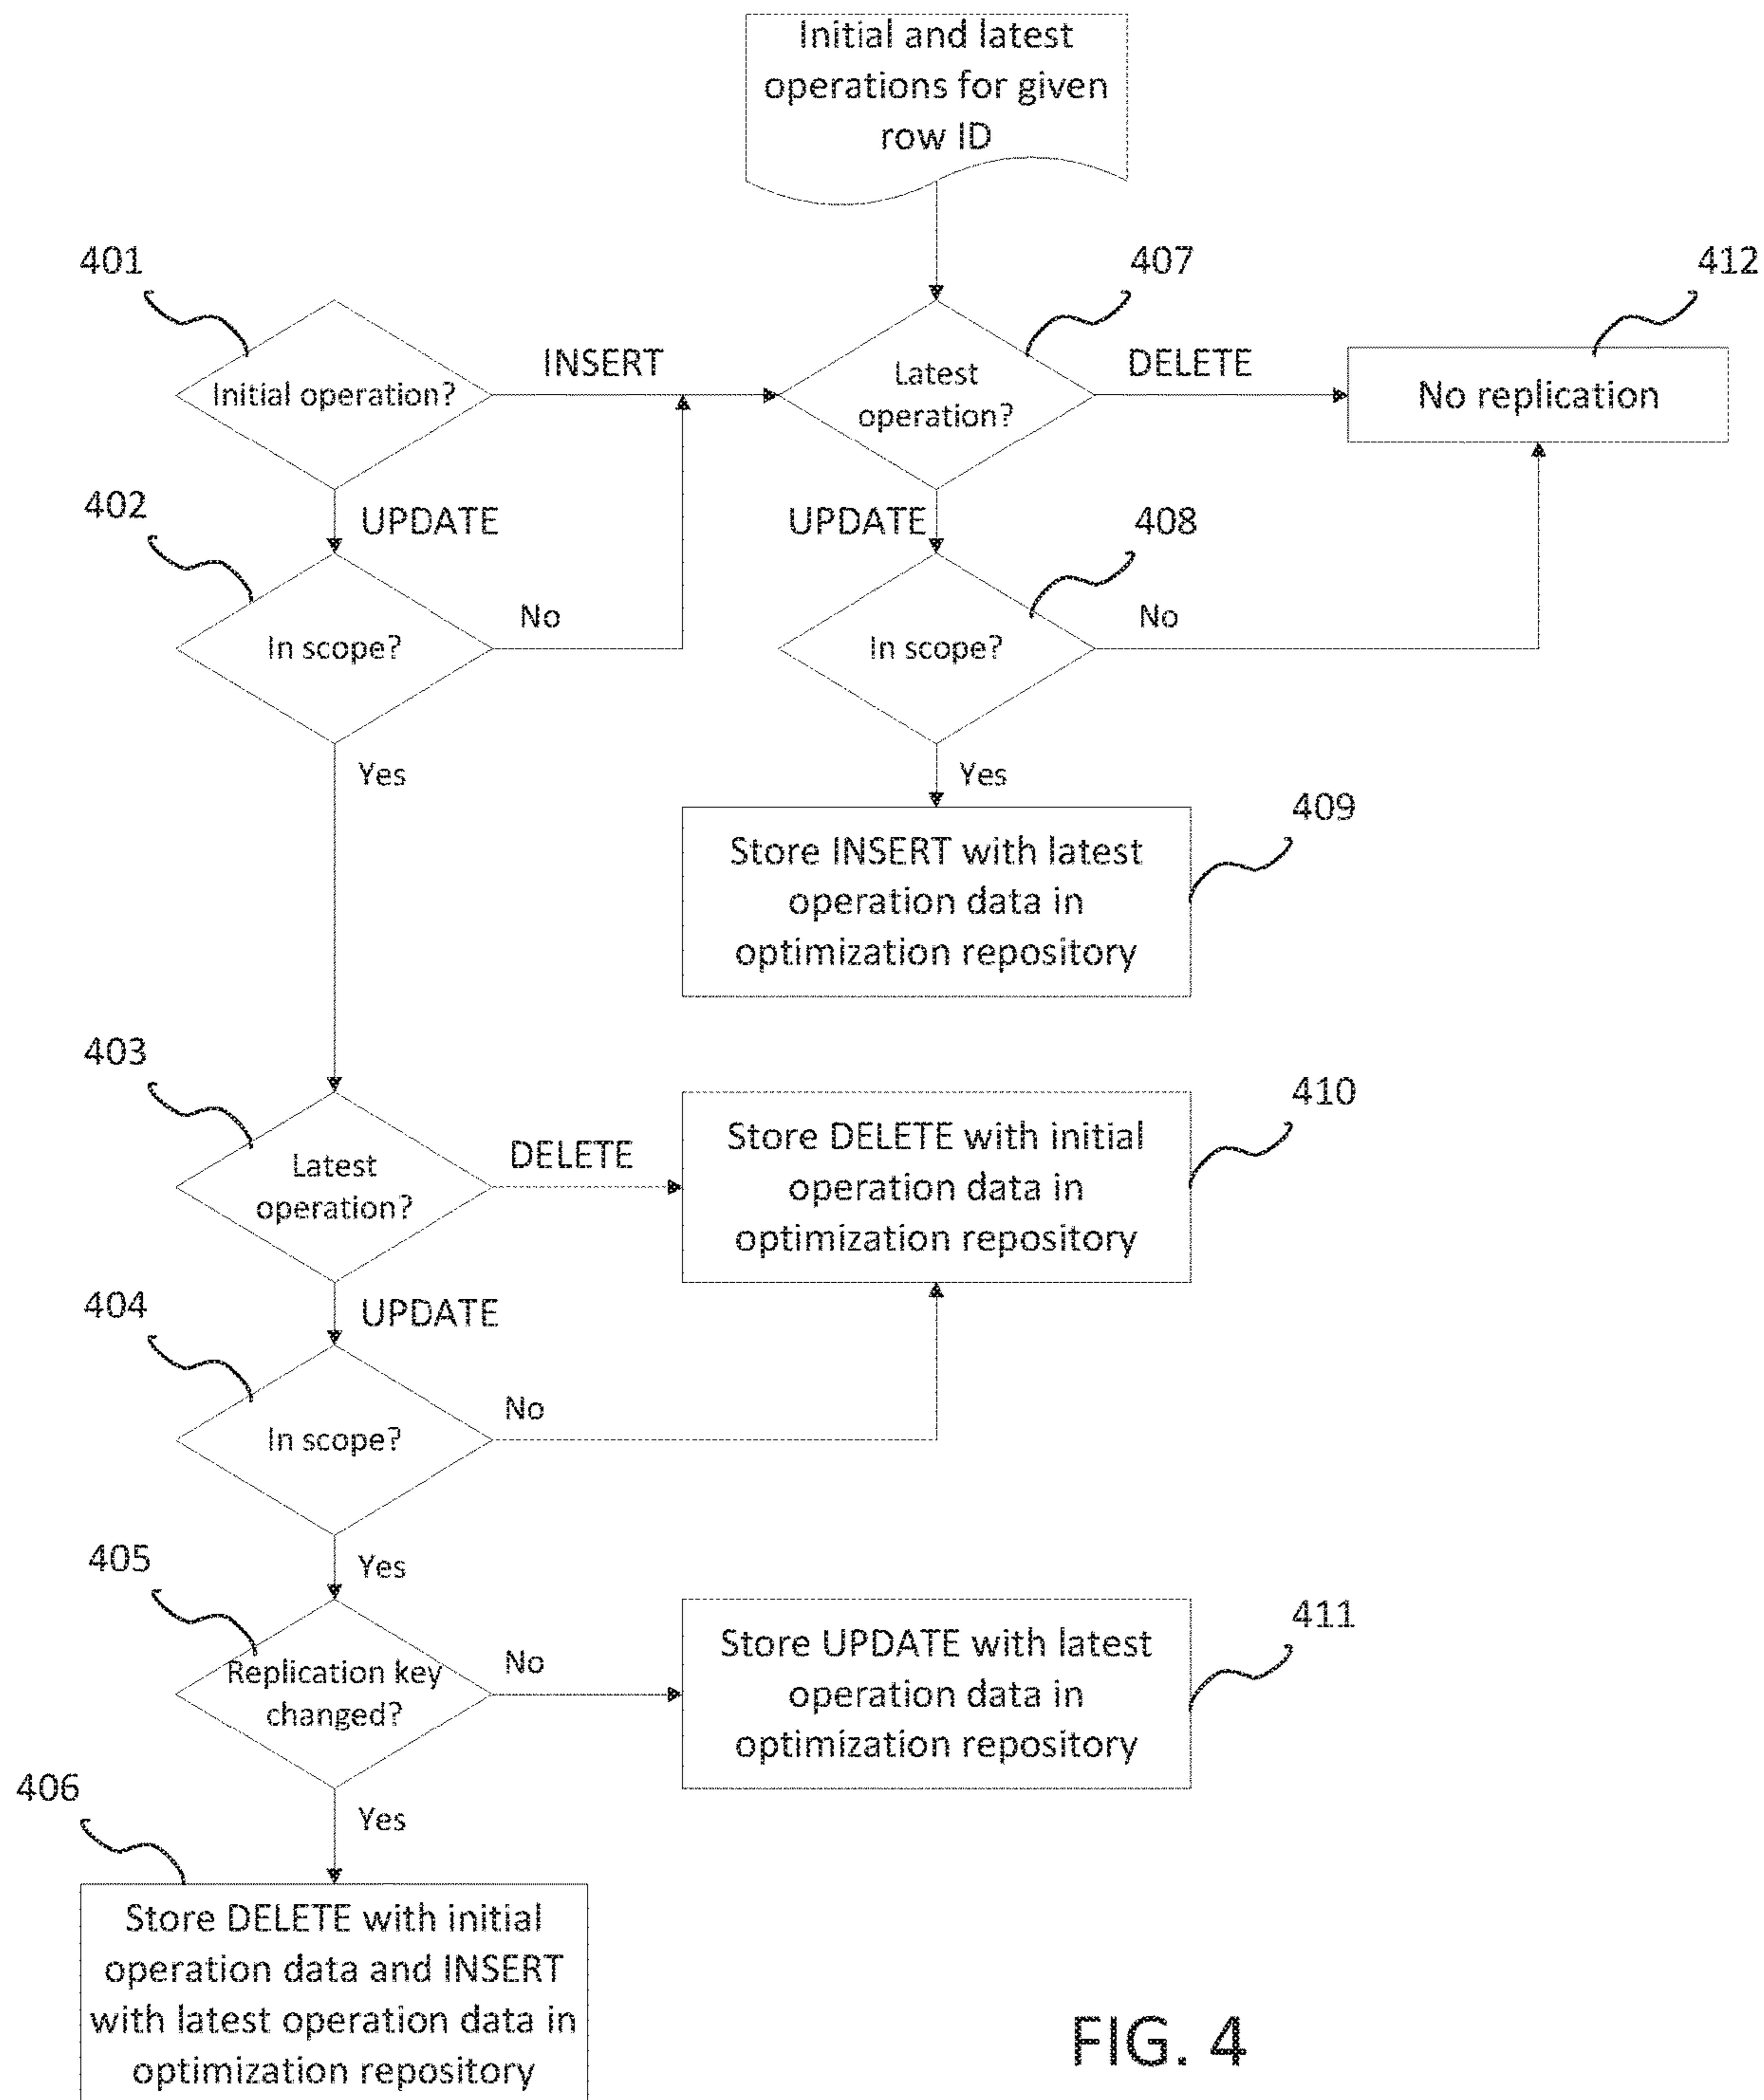 Initial and latest
operations for given
row ID
401
407
412
Initial operation?
INSERT
Latest
operation?
DELETE
No replication
402
UPDATE
UPDATE
408
In scope?
No
In scope?
No
Yes
Yes
409
Store INSERT with latest
operation data in
optimization repository
403
410
Latest
operation?
DELETE
Store DELETE with initial
operation data in
optimization repository
404
UPDATE
In scope?
No
405
Yes
411
Replication key
changed?
No
Store UPDATE with latest
operation data in
optimization repository
406
Yes
Store DELETE with initial
operation data and INSERT
with latest operation data in
optimization repository
FIG. 4